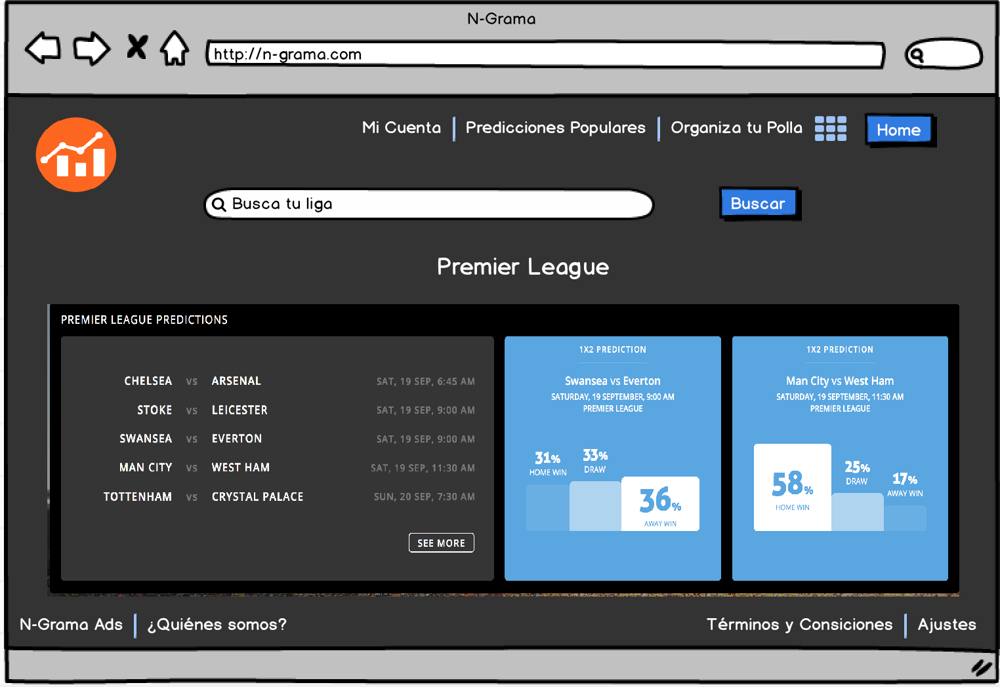 N-Grama
http://n-grama.com
Mi Cuenta
Predicciones Populares
Organiza tu Polla
Home
Busca tu liga
Buscar
Premier League
PREMIER LEAGUE PREDICTIONS
CHELSEA VS ARSENAL SAT, 19 SEP, 6:45 AM
STOKE VS LEICESTER SAT, 19 SEP, 9:00 AM
SWANSEA VS EVERTON SAT, 19 SEP, 9:00 AM
MAN CITY VS WEST HAM SAT, 19 SEP, 11:30 AM
TOTTENHAM VS CRYSTAL PALACE SUN, 20 SEP, 7:30 AM
SEE MORE
1X2 PREDICTION
Swansea vs Everton
SATURDAY, 19 SEPTEMBER, 9:00 AM
PREMIER LEAGUE
31%
HOME WIN
33%
DRAW
36%
AWAY WIN
1X2 PREDICTION
Man City vs West Ham
SATURDAY, 19 SEPTEMBER, 11:30 AM
PREMIER LEAGUE
58%
HOME WIN
25%
DRAW
17%
AWAY WIN
N-Grama Ads
¿Quiénes somos?
Términos y Consiciones
Ajustes